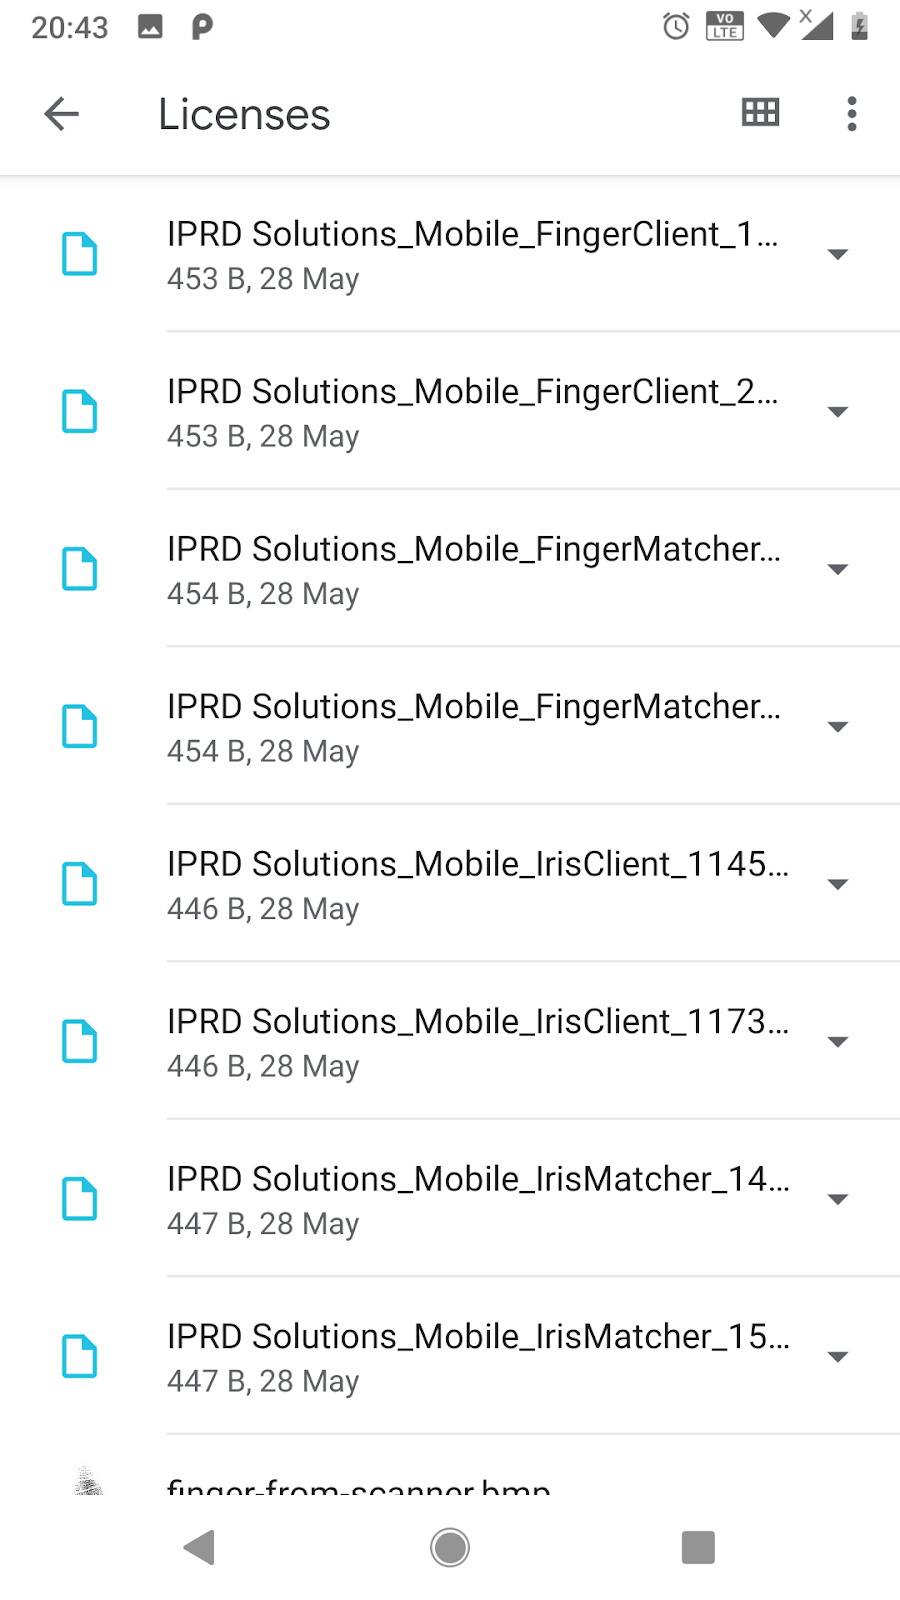 20:43
VO
LTE
X
Licenses
IPRD Solutions_Mobile_FingerClient_1...
453 B, 28 May
IPRD Solutions_Mobile_FingerClient_2...
453 B, 28 May
IPRD Solutions_Mobile_FingerMatcher...
454 B, 28 May
IPRD Solutions_Mobile_FingerMatcher...
454 B, 28 May
IPRD Solutions_Mobile_IrisClient_1145...
446 B, 28 May
IPRD Solutions_Mobile_IrisClient_1173...
446 B, 28 May
IPRD Solutions_Mobile_IrisMatcher_14...
447 B, 28 May
IPRD Solutions_Mobile_IrisMatcher_15...
447 B, 28 May
finger-from-scanner.bmp